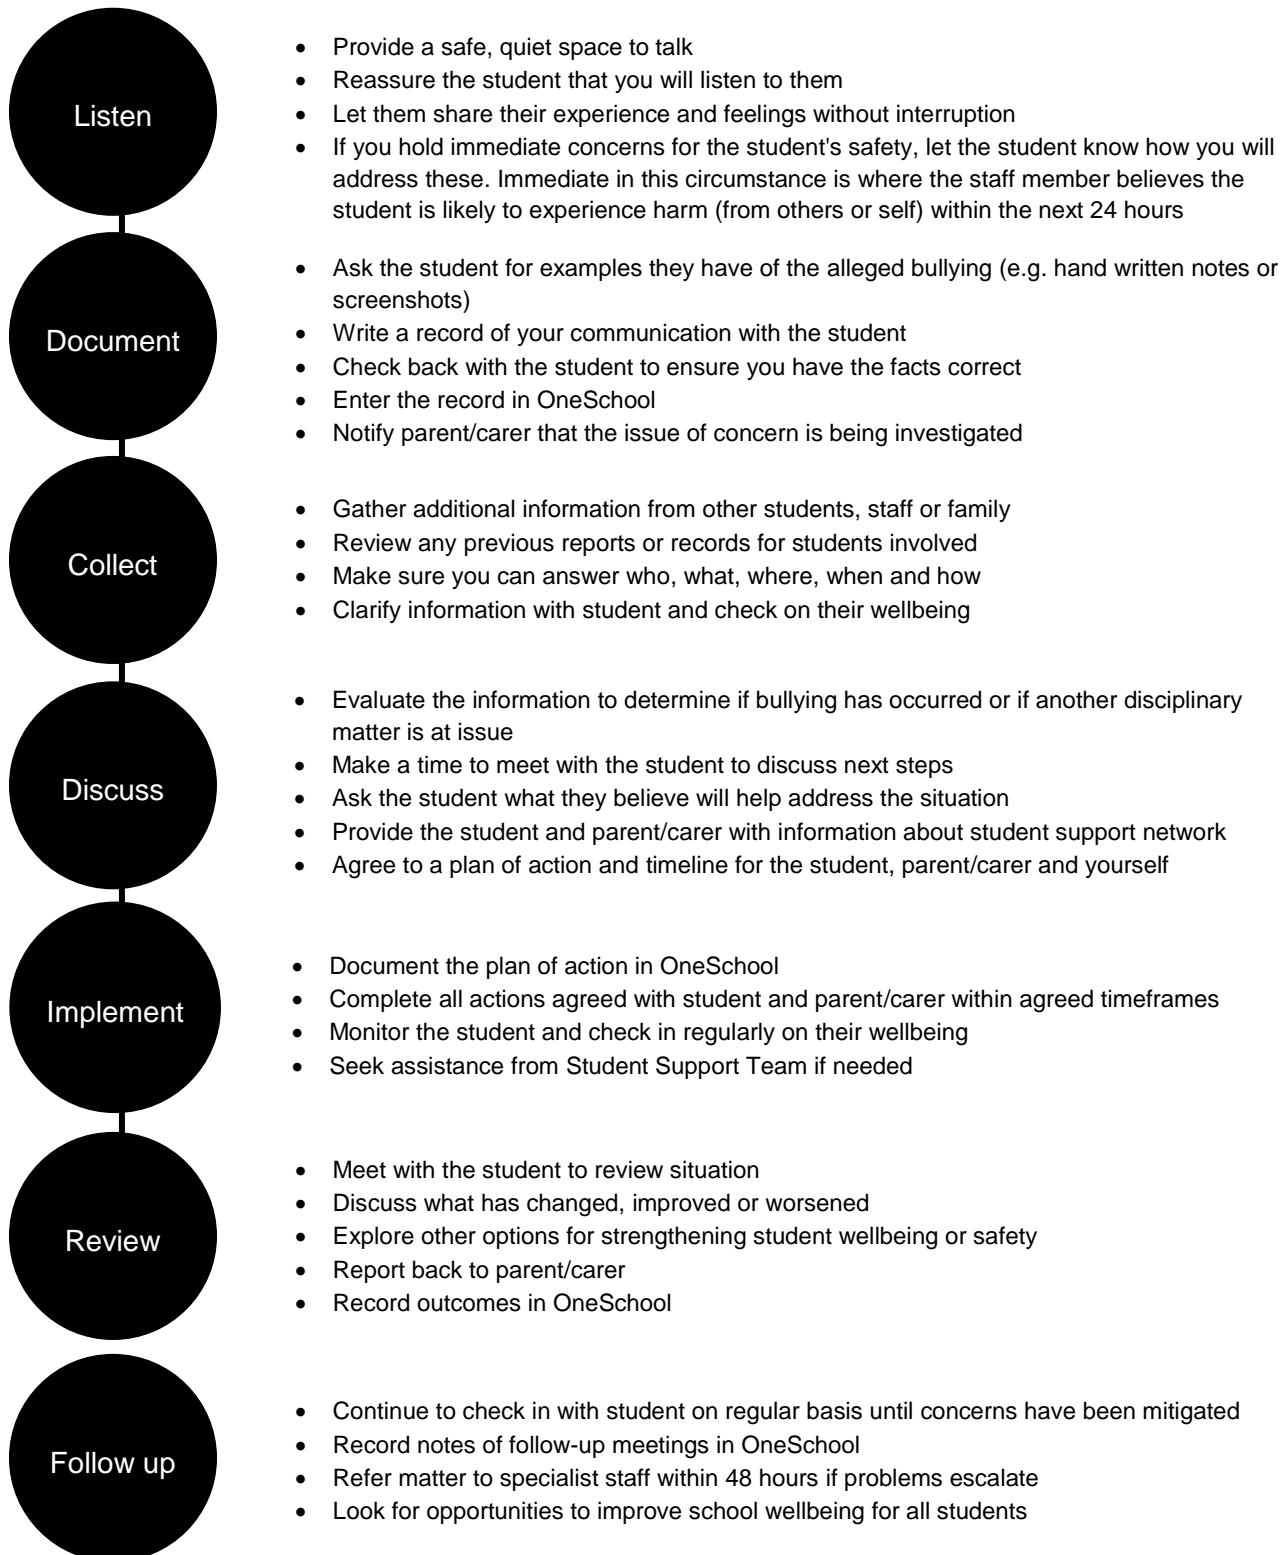 Listen
• Provide a safe, quiet space to talk
• Reassure the student that you will listen to them
• Let them share their experience and feelings without interruption
• If you hold immediate concerns for the student's safety, let the student know how you will
address these. Immediate in this circumstance is where the staff member believes the
student is likely to experience harm (from others or self) within the next 24 hours
Document
• Ask the student for examples they have of the alleged bullying (e.g. hand written notes or
screenshots)
• Write a record of your communication with the student
• Check back with the student to ensure you have the facts correct
• Enter the record in OneSchool
• Notify parent/carer that the issue of concern is being investigated
Collect
• Gather additional information from other students, staff or family
• Review any previous reports or records for students involved
• Make sure you can answer who, what, where, when and how
• Clarify information with student and check on their wellbeing
Discuss
• Evaluate the information to determine if bullying has occurred or if another disciplinary
matter is at issue
• Make a time to meet with the student to discuss next steps
• Ask the student what they believe will help address the situation
• Provide the student and parent/carer with information about student support network
• Agree to a plan of action and timeline for the student, parent/carer and yourself
Implement
• Document the plan of action in OneSchool
• Complete all actions agreed with student and parent/carer within agreed timeframes
• Monitor the student and check in regularly on their wellbeing
• Seek assistance from Student Support Team if needed
Review
• Meet with the student to review situation
• Discuss what has changed, improved or worsened
• Explore other options for strengthening student wellbeing or safety
• Report back to parent/carer
• Record outcomes in OneSchool
Follow up
• Continue to check in with student on regular basis until concerns have been mitigated
• Record notes of follow-up meetings in OneSchool
• Refer matter to specialist staff within 48 hours if problems escalate
• Look for opportunities to improve school wellbeing for all students